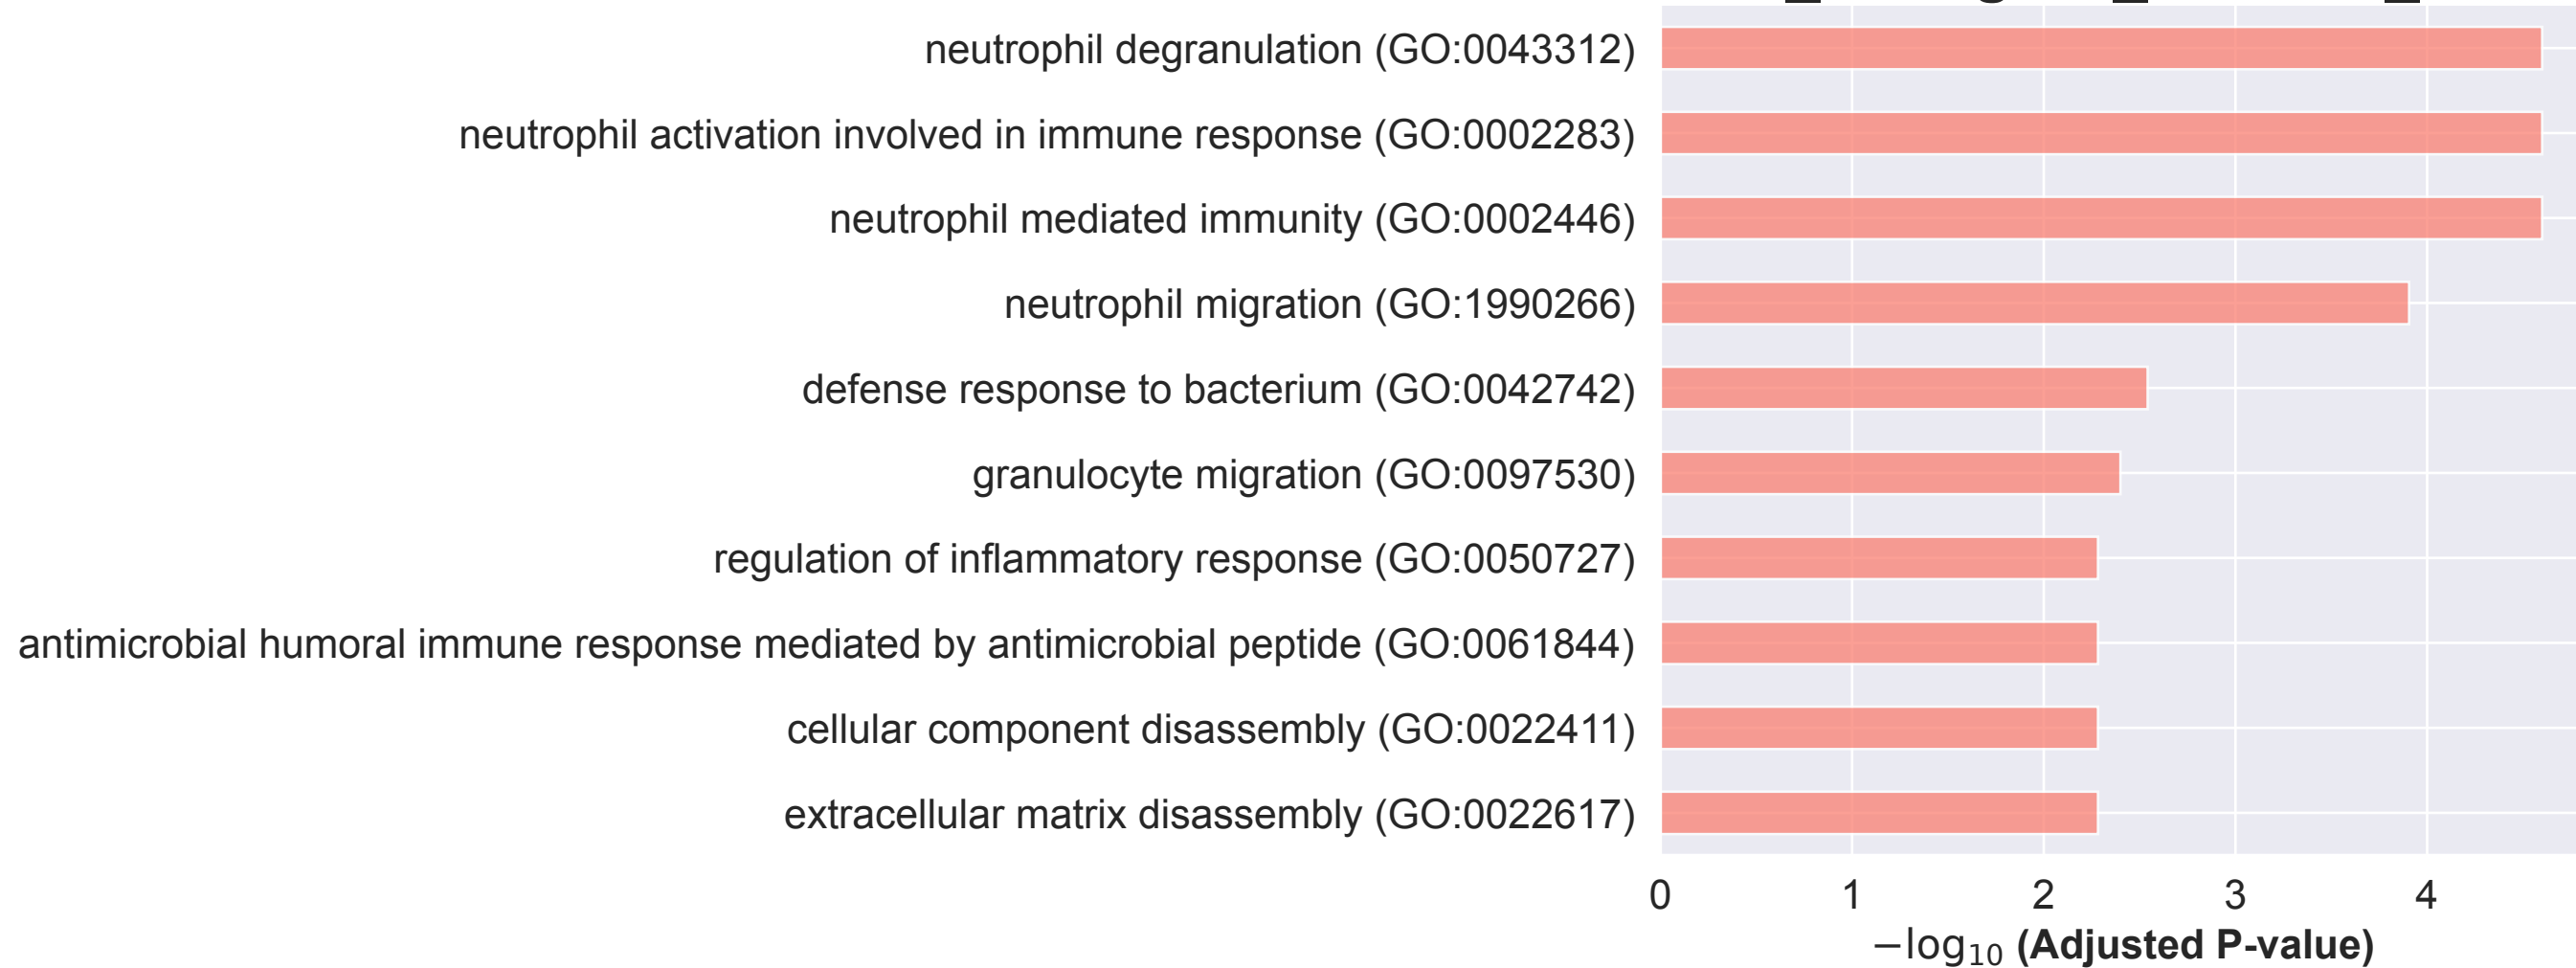 neutrophil degranulation (GO:0043312)
neutrophil activation involved in immune response (GO:0002283)
neutrophil mediated immunity (GO:0002446)
neutrophil migration (GO:1990266)
defense response to bacterium (GO:0042742)
granulocyte migration (GO:0097530)
regulation of inflammatory response (GO:0050727)
antimicrobial humoral immune response mediated by antimicrobial peptide (GO:0061844)
cellular component disassembly (GO:0022411)
extracellular matrix disassembly (GO:0022617)
0 1 2 3 4
−log₁₀ (Adjusted P-value)